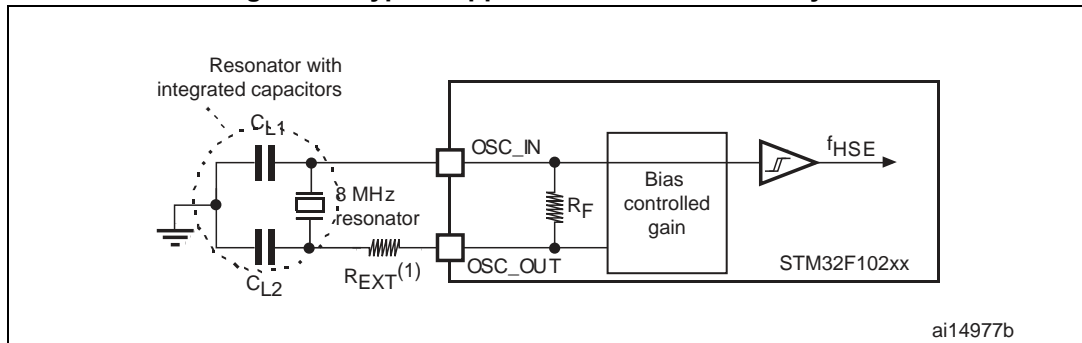 Resonator with
integrated capacitors
CL1
OSC_IN
fHSE
8 MHz
resonator
RF
Bias
controlled
gain
OSC_OUT
STM32F102xx
REXT(1)
CL2
ai14977b